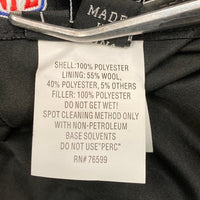 MADE
SHELL:100% POLYESTER
LINING: 55% WOOL,
40% POLYESTER, 5% OTHERS
FILLER: 100% POLYESTER
DO NOT GET WET!
SPOT CLEANING METHOD ONLY
WITH NON-PETROLEUM
BASE SOLVENTS
DO NOT USE "PERC"
RN# 76599